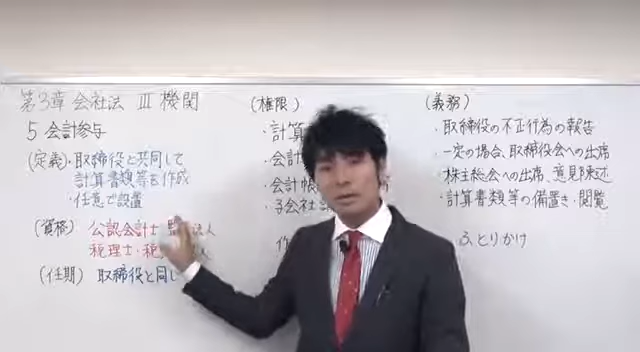 第3章 会社法 Ⅲ 機関
5 会計参与
(定義)・取締役と共同して
計算書類等を作成
・任意で設置
(資格) 公認会計士 監 法人
税理士・税 人
(任期) 取締役と同じ
(権限)
・計算
・会計
・会計帳
・子会社
作
(義務)
・取締役の不正行為の報告
・一定の場合、取締役会への出席
・株主総会への出席、意見陳述
・計算書類等の備置き・閲覧
ふとりかけ